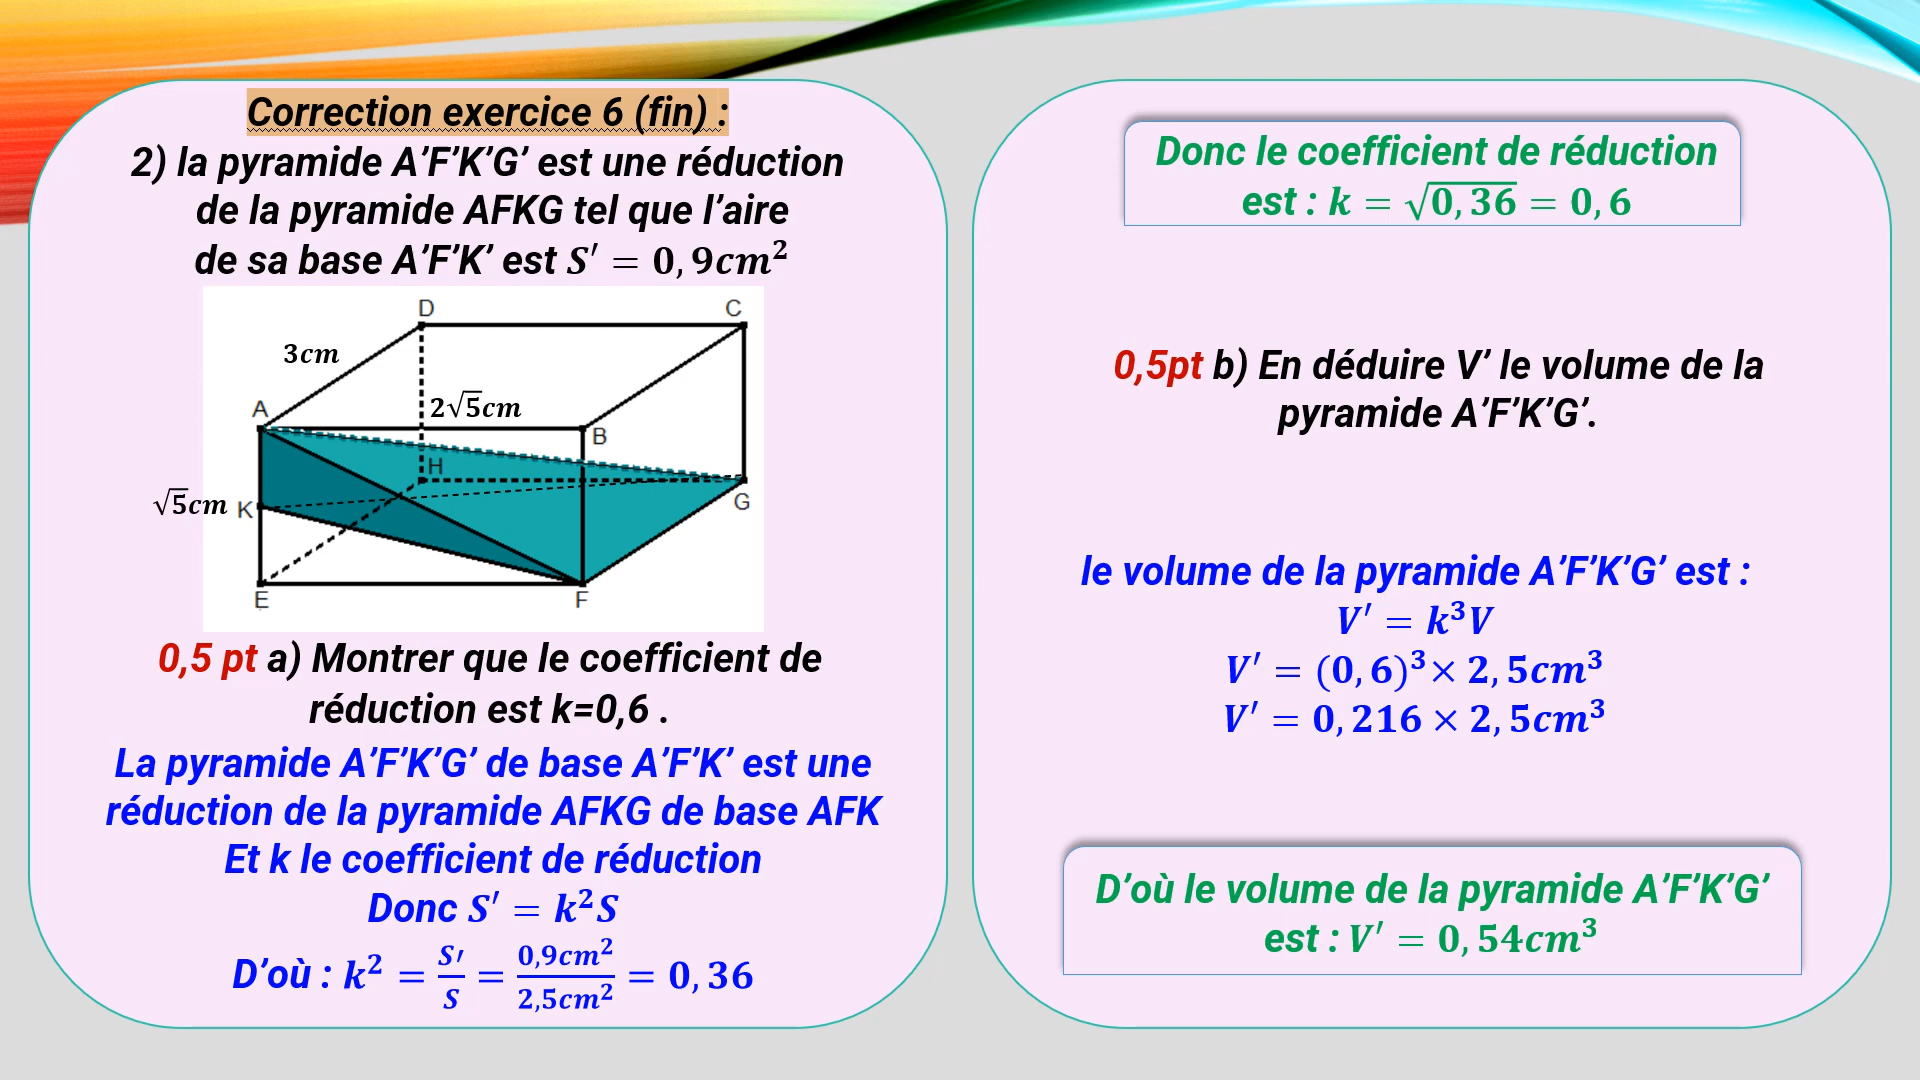 Correction exercice 6 (fin) :
2) la pyramide A’F’K’G’ est une réduction
de la pyramide AFKG tel que l’aire
de sa base A’F’K’ est S′ = 0,9cm²
D
C
3cm
2√5cm
A
B
H
√5cm
K
G
E
F
0,5 pt a) Montrer que le coefficient de
réduction est k=0,6 .
La pyramide A’F’K’G’ de base A’F’K’ est une
réduction de la pyramide AFKG de base AFK
Et k le coefficient de réduction
Donc S′ = k²S
D’où : k² = S′/S = 0,9cm²/2,5cm² = 0,36
Donc le coefficient de réduction
est : k = √0,36 = 0,6
0,5pt b) En déduire V’ le volume de la
pyramide A’F’K’G’.
le volume de la pyramide A’F’K’G’ est :
V′ = k³V
V′ = (0,6)³× 2,5cm³
V′ = 0,216 × 2,5cm³
D’où le volume de la pyramide A’F’K’G’
est : V′ = 0,54cm³